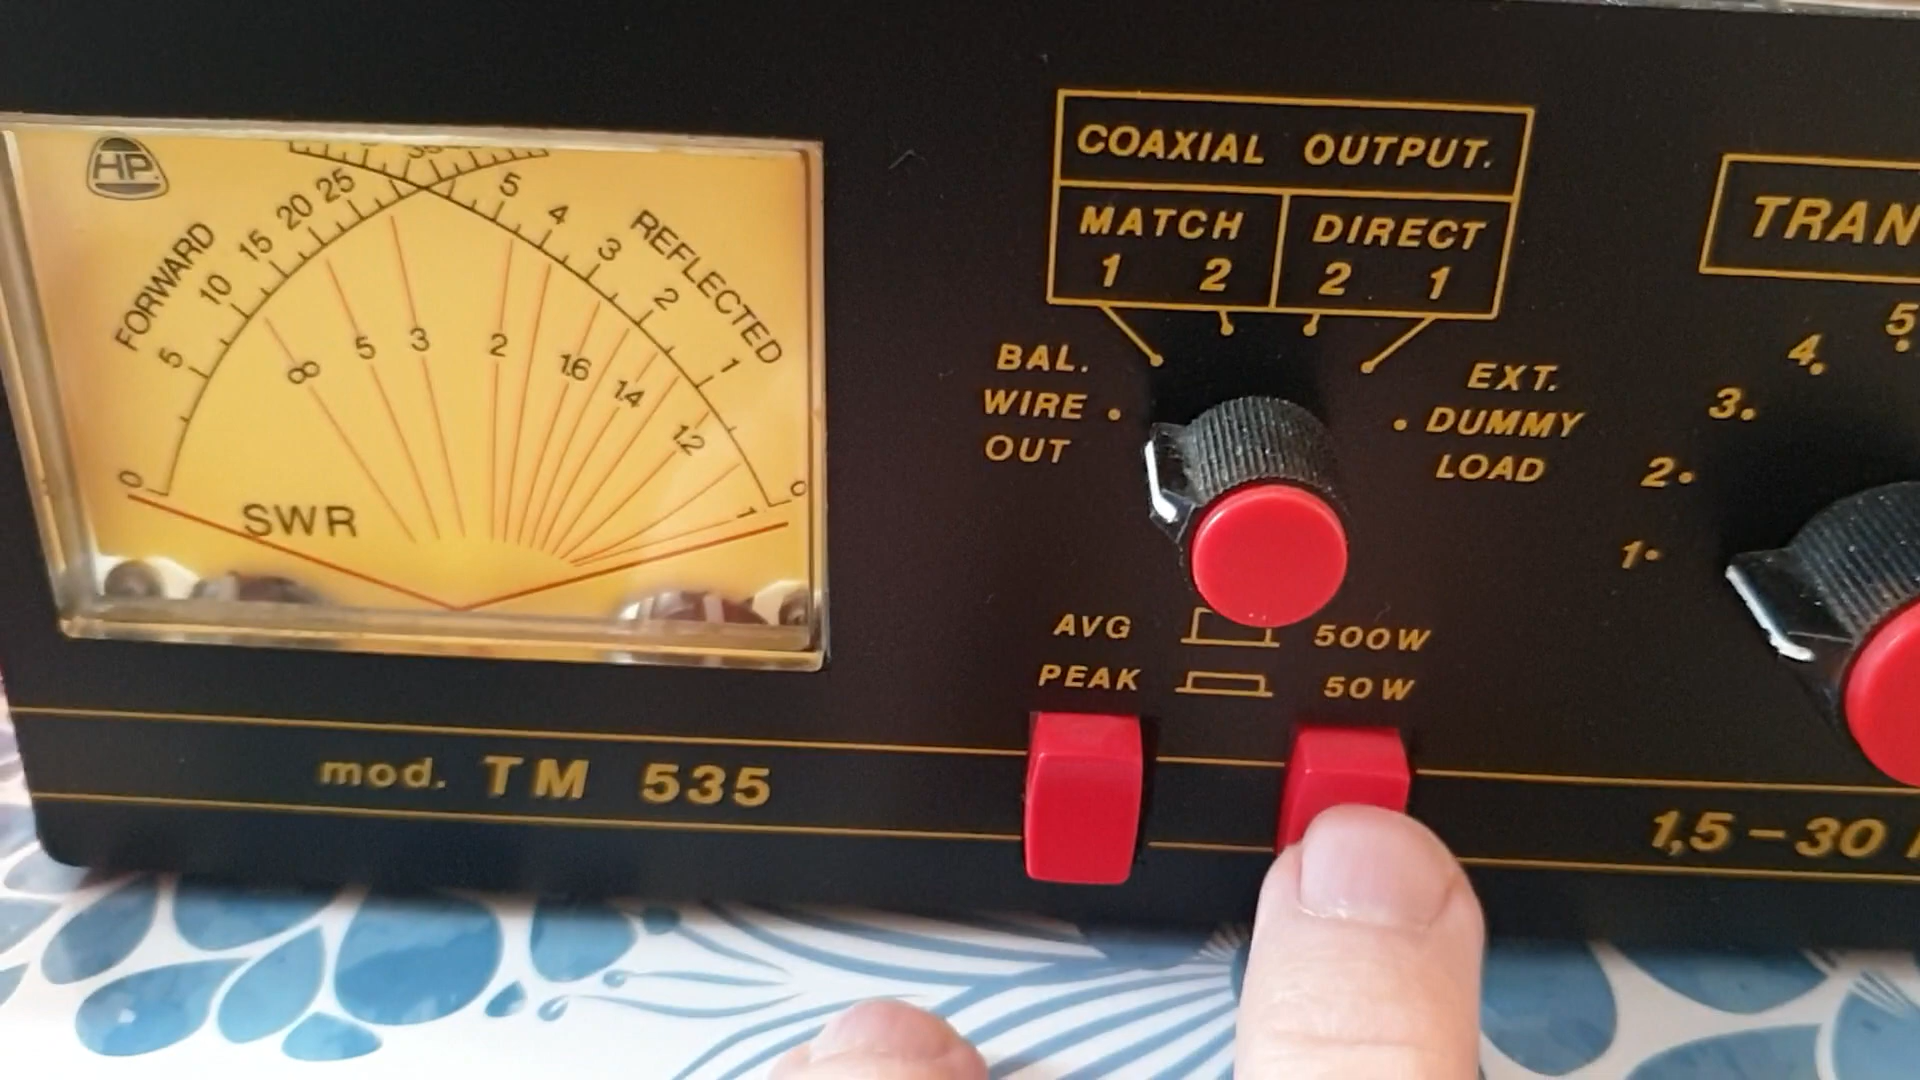 HP.
FORWARD
REFLECTED
0 5 10 15 20 25
5 4 3 2 1 0
∞ 5 3 2 1.6 1.4 1.2 1
SWR
mod. TM 535
COAXIAL OUTPUT.
MATCH DIRECT
1 2 2 1
BAL.
WIRE
OUT
EXT.
DUMMY
LOAD
AVG 500W
PEAK 50W
TRAN
1 2 3 4 5
1,5-30